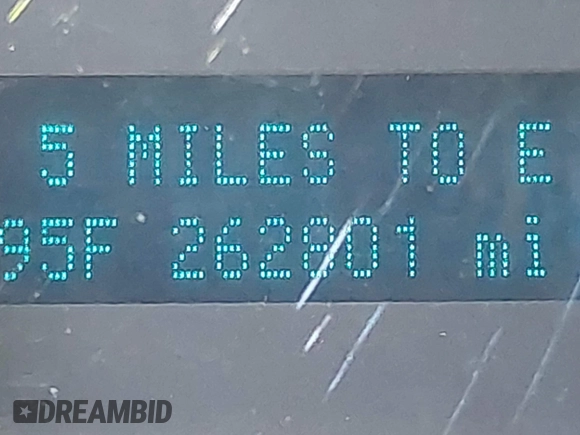 5 MILES TO E
95F 262801 mi
DREAMBID